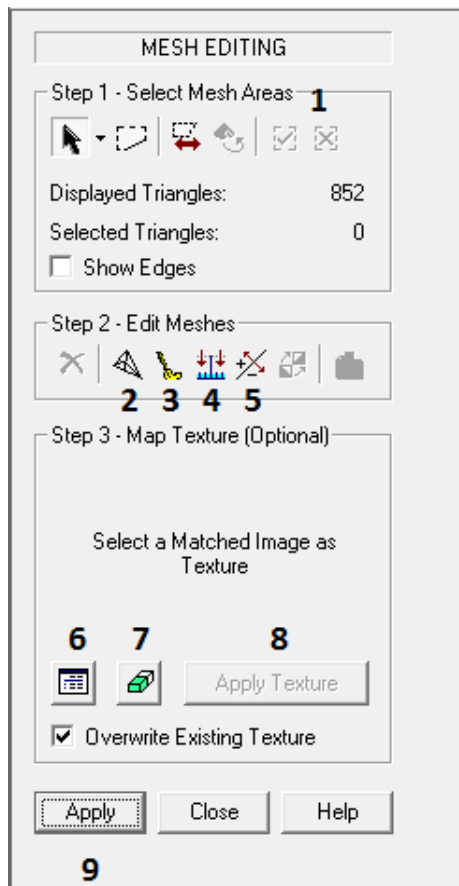 MESH EDITING
Step 1 - Select Mesh Areas
1
Displayed Triangles: 852
Selected Triangles: 0
Show Edges
Step 2 - Edit Meshes
2 3 4 5
Step 3 - Map Texture (Optional)
Select a Matched Image as
Texture
6 7 8
Apply Texture
Overwrite Existing Texture
Apply Close Help
9